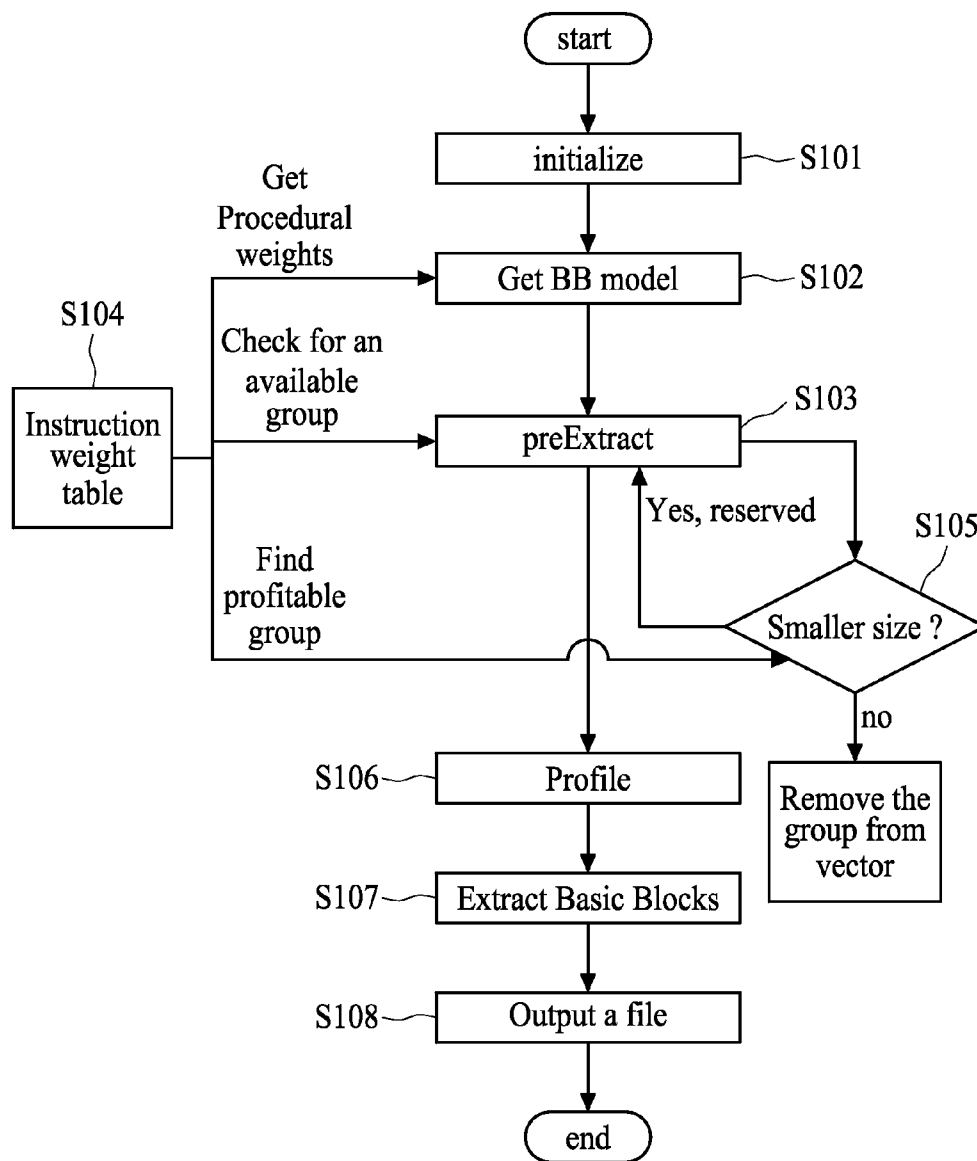 start
initialize
S101
Get
Procedural
weights
Get BB model
S102
S104
Check for an
available
group
S103
Instruction
weight
table
preExtract
Yes, reserved
S105
Find
profitable
group
Smaller size ?
no
S106
Profile
Remove the
group from
vector
S107
Extract Basic Blocks
S108
Output a file
end